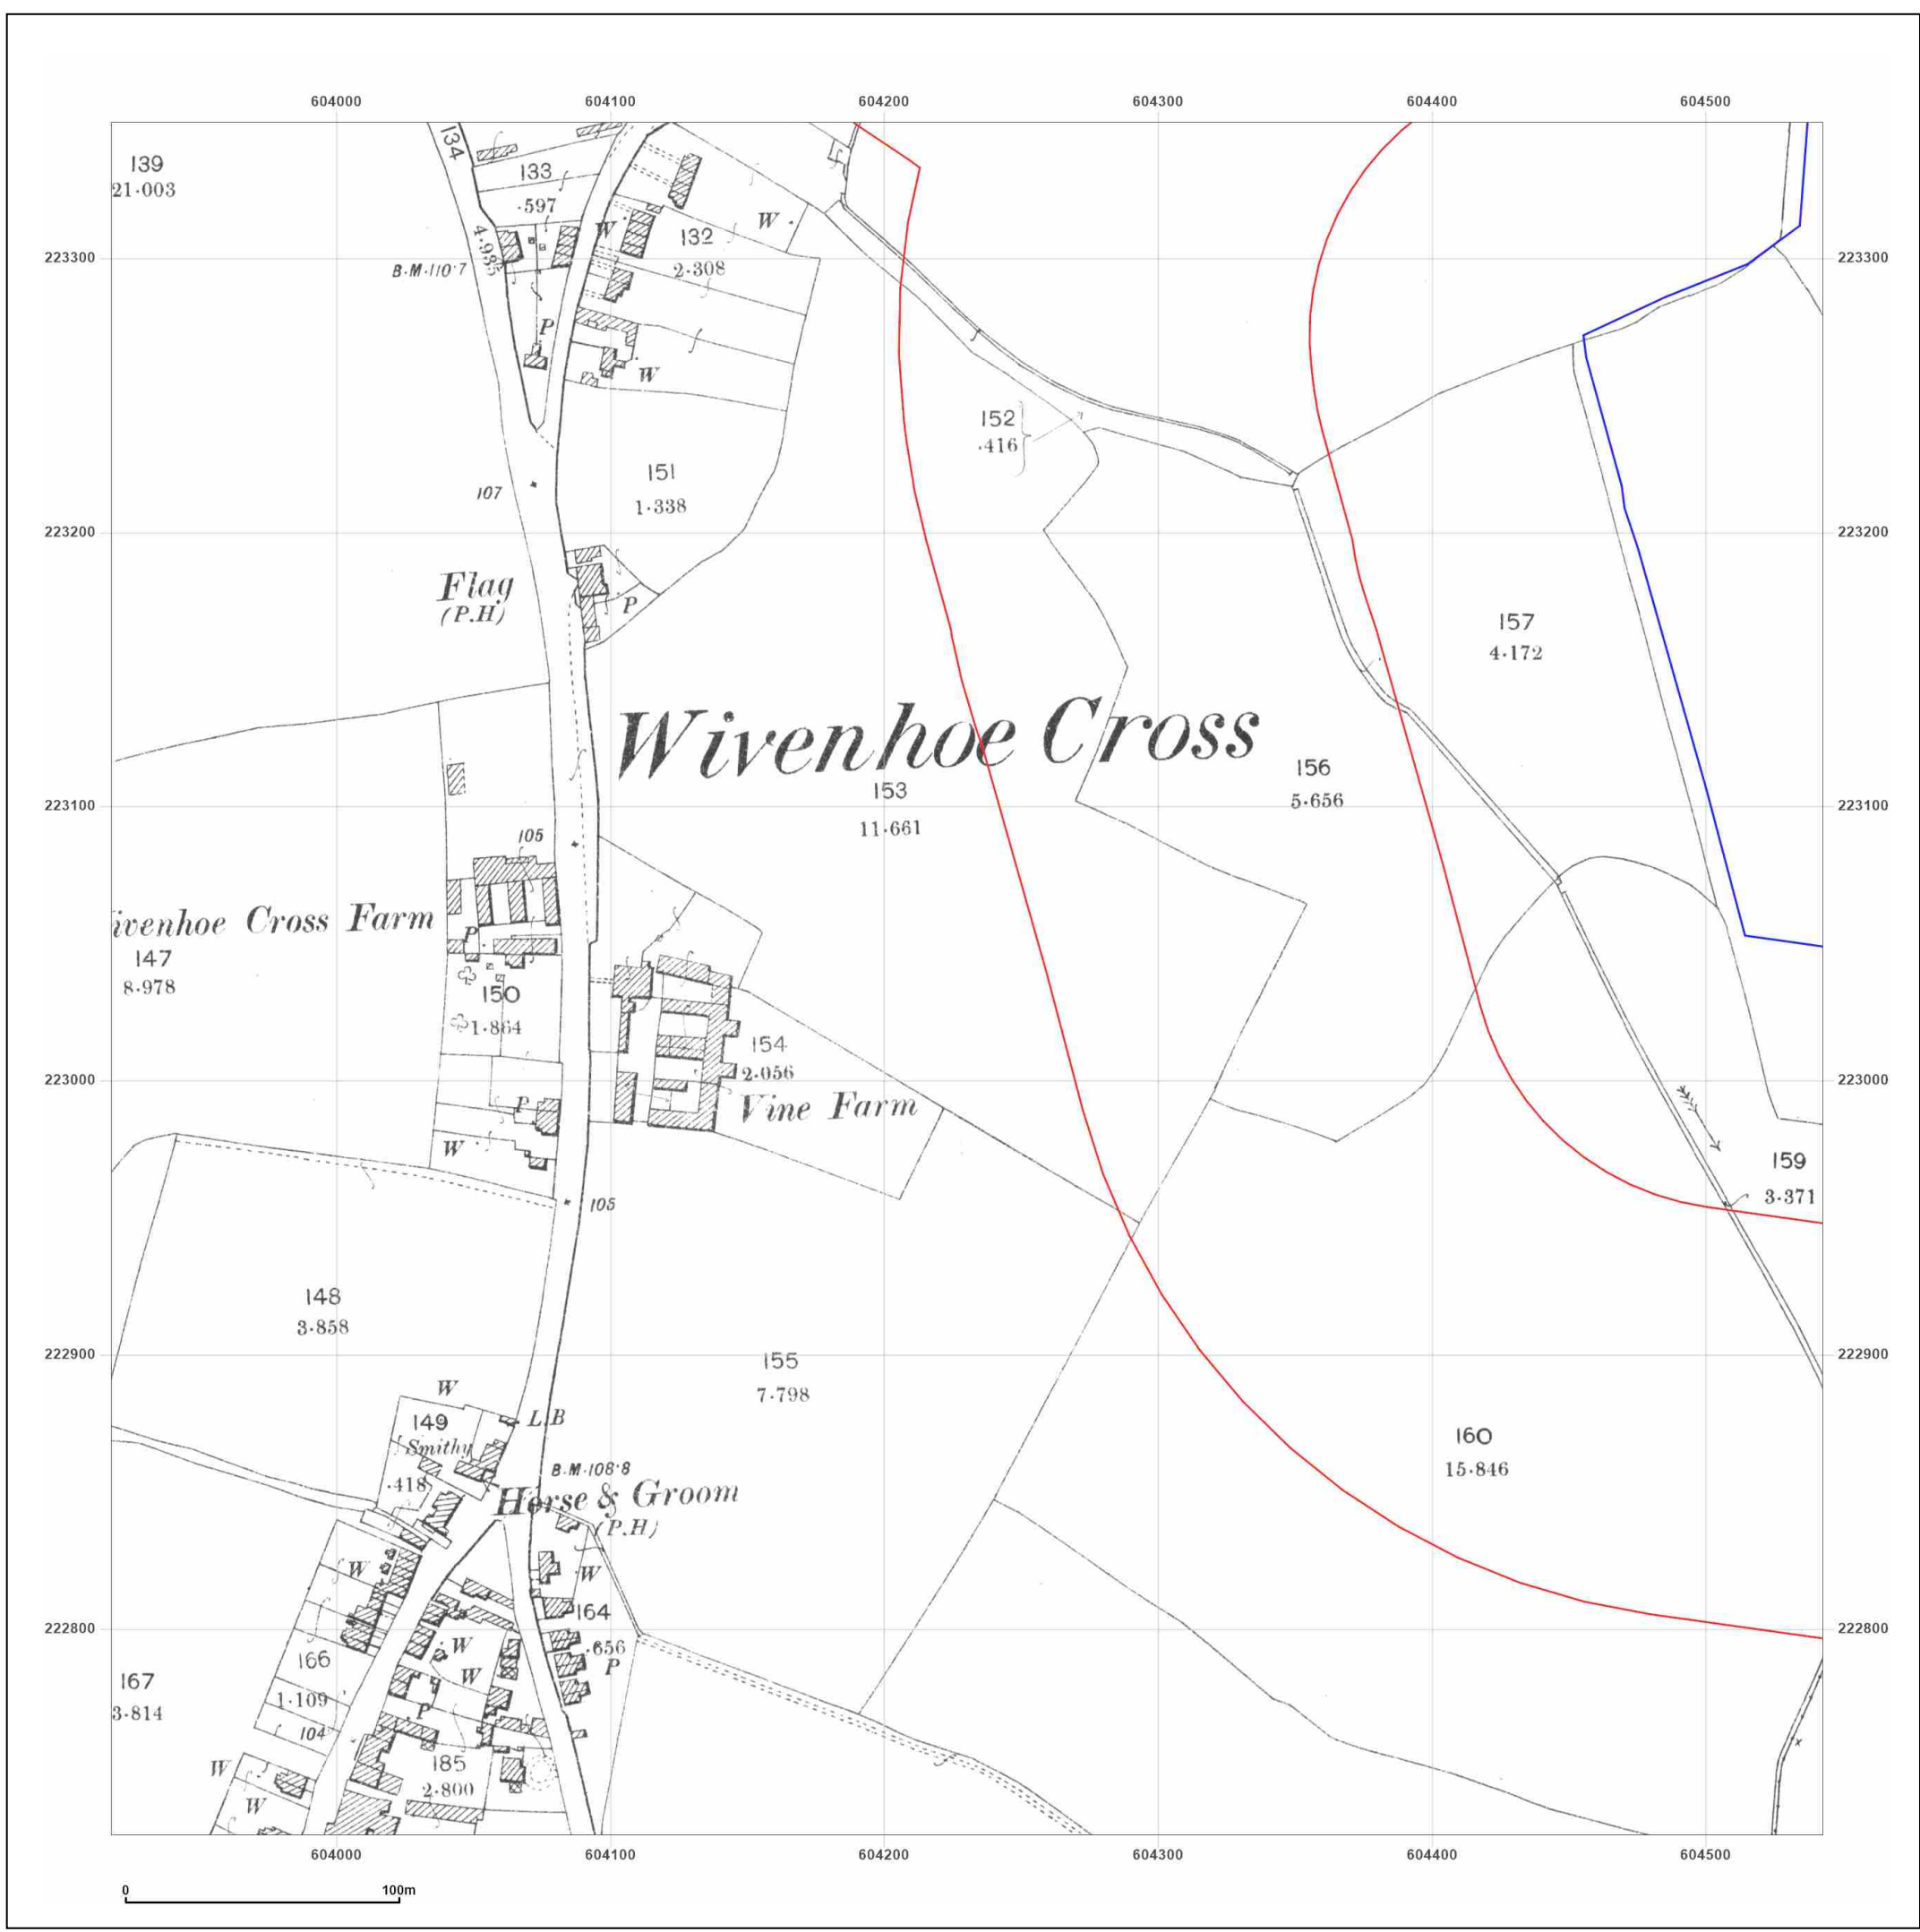 604000 604100 604200 604300 604400 604500
139
21·003
134
133
·597
4·935
W
132
2·308
W
223300 223300
B·M·110·7
P
W
152
·416
151
1·338
107
223200 223200
Flag
(P.H)
P
157
4·172
Wivenhoe Cross
153
11·661
156
5·656
223100 223100
105
ivenhoe Cross Farm
P
147
8·978
150
1·864
154
2·056
Vine Farm
223000 223000
P
W
159
3·371
105
148
3·858
222900 222900
155
7·798
W
149
L.B
Smithy
·418
B·M·108·8
Horse & Groom
(P.H)
160
15·846
W
W
164
·656
P
222800 222800
166
1·109
W
W
167
3·814
P
104
W
185
2·800
W
604000 604100 604200 604300 604400 604500
0 100m